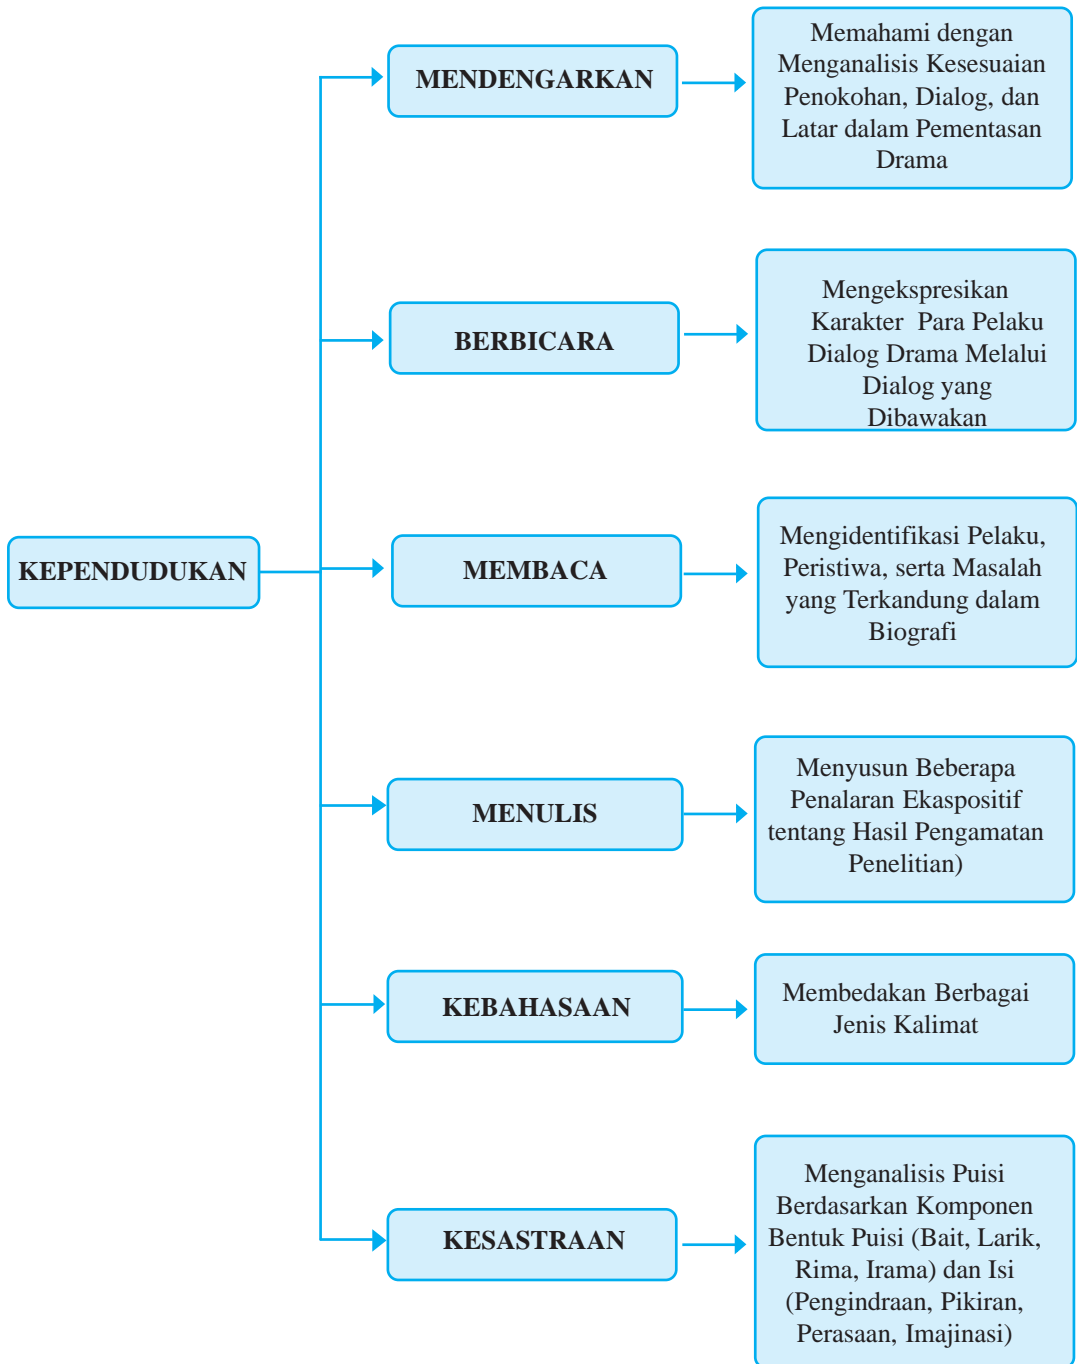 KEPENDUDUKAN
MENDENGARKAN
Memahami dengan
Menganalisis Kesesuaian
Penokohan, Dialog, dan
Latar dalam Pementasan
Drama
BERBICARA
Mengekspresikan
Karakter Para Pelaku
Dialog Drama Melalui
Dialog yang
Dibawakan
MEMBACA
Mengidentifikasi Pelaku,
Peristiwa, serta Masalah
yang Terkandung dalam
Biografi
MENULIS
Menyusun Beberapa
Penalaran Ekaspositif
tentang Hasil Pengamatan
Penelitian)
KEBAHASAAN
Membedakan Berbagai
Jenis Kalimat
KESASTRAAN
Menganalisis Puisi
Berdasarkan Komponen
Bentuk Puisi (Bait, Larik,
Rima, Irama) dan Isi
(Pengindraan, Pikiran,
Perasaan, Imajinasi)